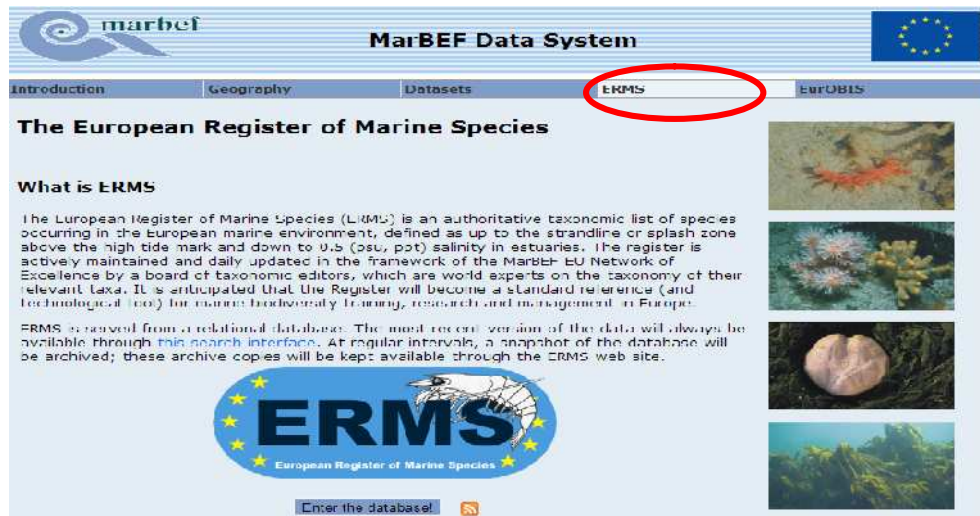 marbef
MarBEF Data System
Introduction Geography Datasets ERMS EurOBIS
The European Register of Marine Species
What is ERMS
The European Register of Marine Species (ERMS) is an authoritative taxonomic list of species
occurring in the European marine environment, defined as up to the strandline or splash zone
above the high tide mark and down to 0.5 (psu, ppt) salinity in estuaries. The register is
actively maintained and daily updated in the framework of the MarBEF EU Network of
Excellence by a board of taxonomic editors, which are world experts on the taxonomy of their
relevant taxa. It is anticipated that the Register will become a standard reference (and
technological tool) for marine biodiversity training, research and management in Europe.
ERMS is served from a relational database. The most recent version of the data will always be
available through this search interface. At regular intervals, a snapshot of the database will
be archived; these archive copies will be kept available through the ERMS web site.
ERMS
European Register of Marine Species
Enter the database!